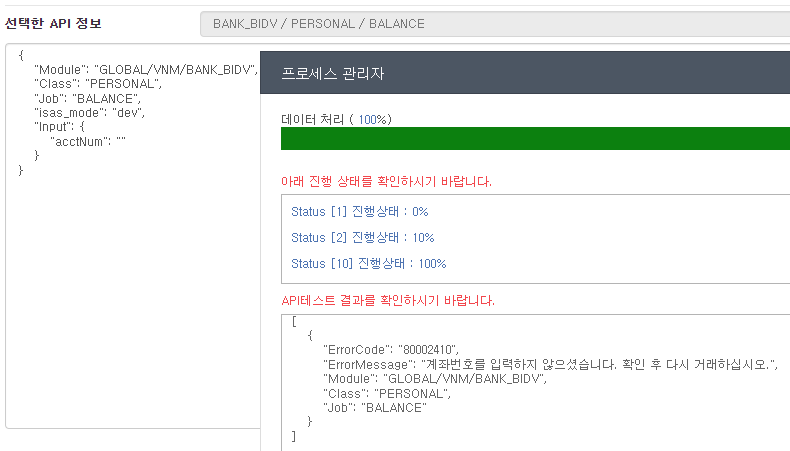 선택한 API 정보
BANK_BIDV / PERSONAL / BALANCE
{
"Module": "GLOBAL/VNM/BANK_BIDV",
"Class": "PERSONAL",
"Job": "BALANCE",
"isas_mode": "dev",
"Input": {
"acctNum": ""
}
}
프로세스 관리자
데이터 처리 ( 100%)
아래 진행 상태를 확인하시기 바랍니다.
Status [1] 진행상태 : 0%
Status [2] 진행상태 : 10%
Status [10] 진행상태 : 100%
API테스트 결과를 확인하시기 바랍니다.
[
{
"ErrorCode": "80002410",
"ErrorMessage": "계좌번호를 입력하지 않으셨습니다. 확인 후 다시 거래하십시오.",
"Module": "GLOBAL/VNM/BANK_BIDV",
"Class": "PERSONAL",
"Job": "BALANCE"
}
]